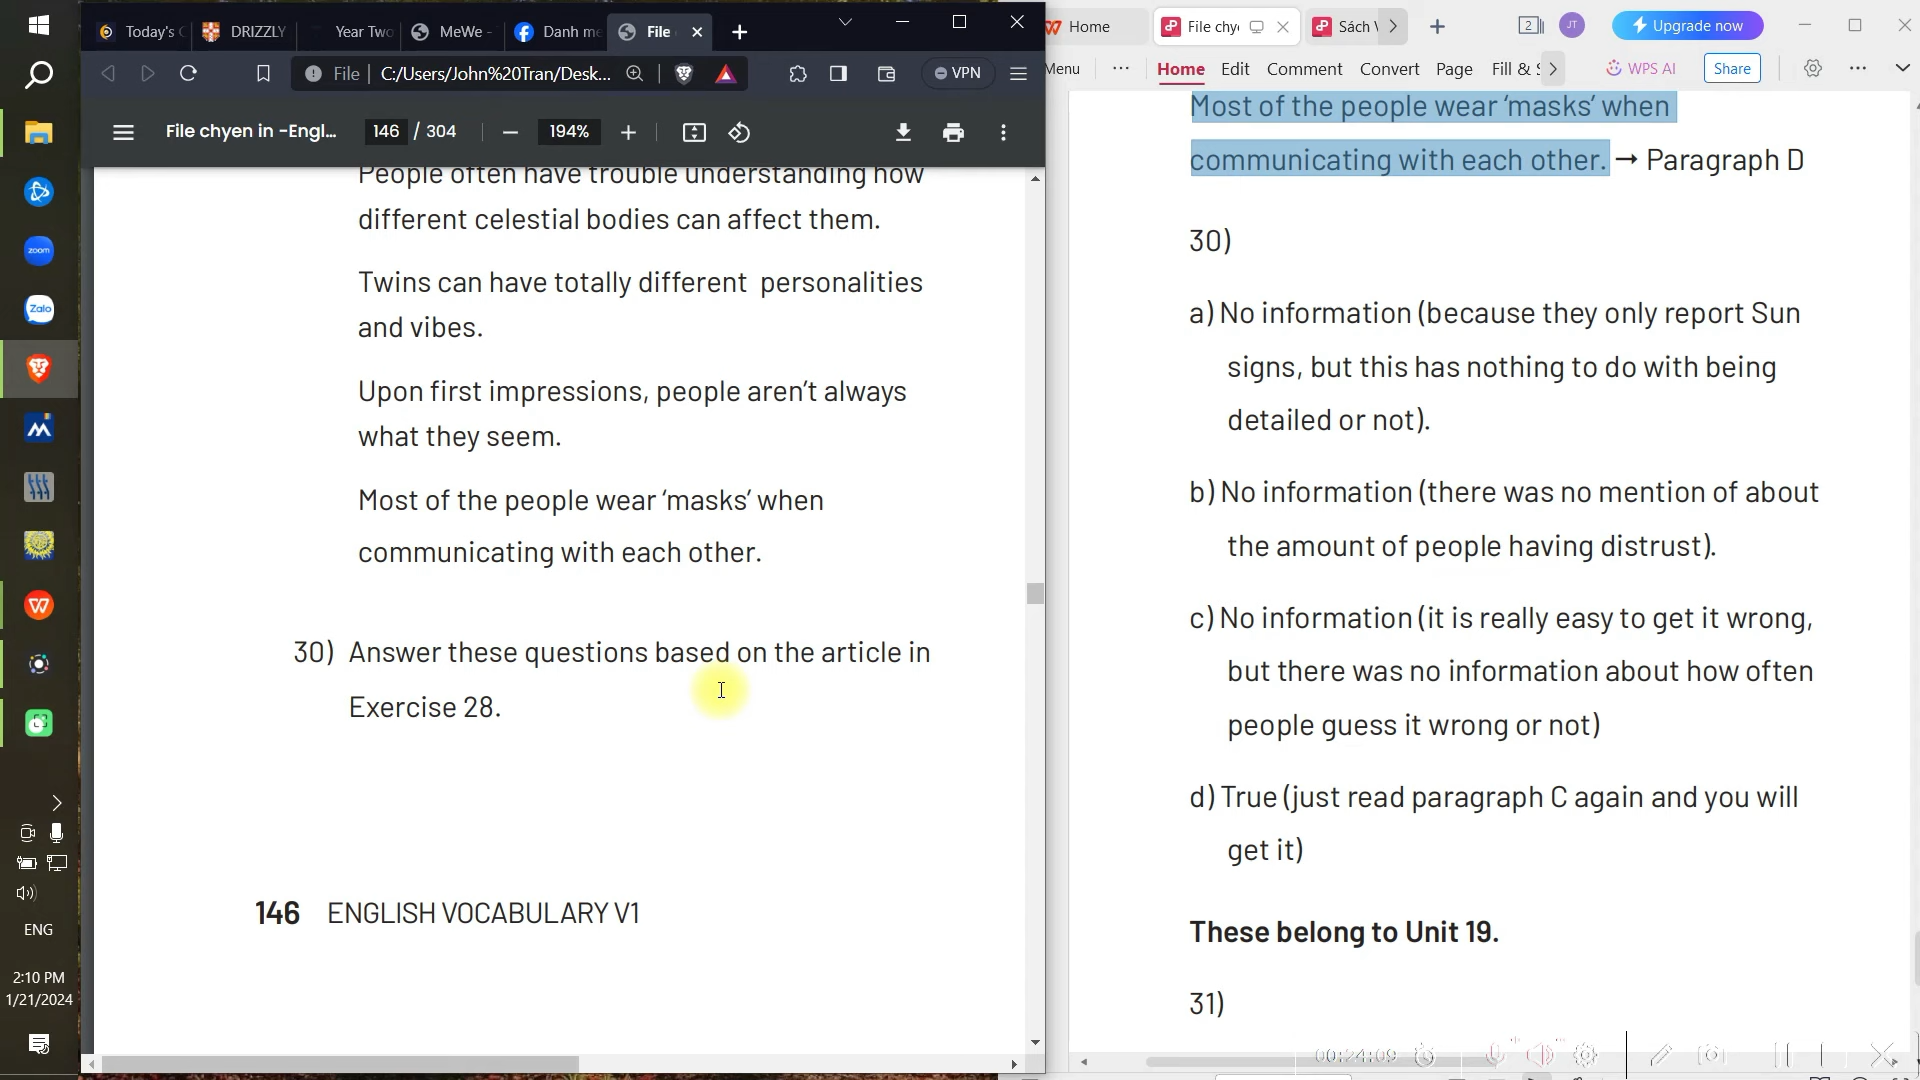 Today's
DRIZZLY
Year Two
MeWe -
Danh me
File
File
C:/Users/John%20Tran/Desk...
VPN
File chyen in -Engl...
146 / 304
194%
People often have trouble understanding how
different celestial bodies can affect them.
Twins can have totally different personalities
and vibes.
Upon first impressions, people aren't always
what they seem.
Most of the people wear 'masks' when
communicating with each other.
30) Answer these questions based on the article in
Exercise 28.
146 ENGLISH VOCABULARY V1
Home
File chy
Sách
2
JT
Upgrade now
Menu
Home
Edit
Comment
Convert
Page
Fill &
WPS AI
Share
Most of the people wear 'masks' when
communicating with each other. → Paragraph D
30)
a) No information (because they only report Sun
signs, but this has nothing to do with being
detailed or not).
b) No information (there was no mention of about
the amount of people having distrust).
c) No information (it is really easy to get it wrong,
but there was no information about how often
people guess it wrong or not)
d) True (just read paragraph C again and you will
get it)
These belong to Unit 19.
31)
00:24:09
zoom
Zalo
ENG
2:10 PM
1/21/2024